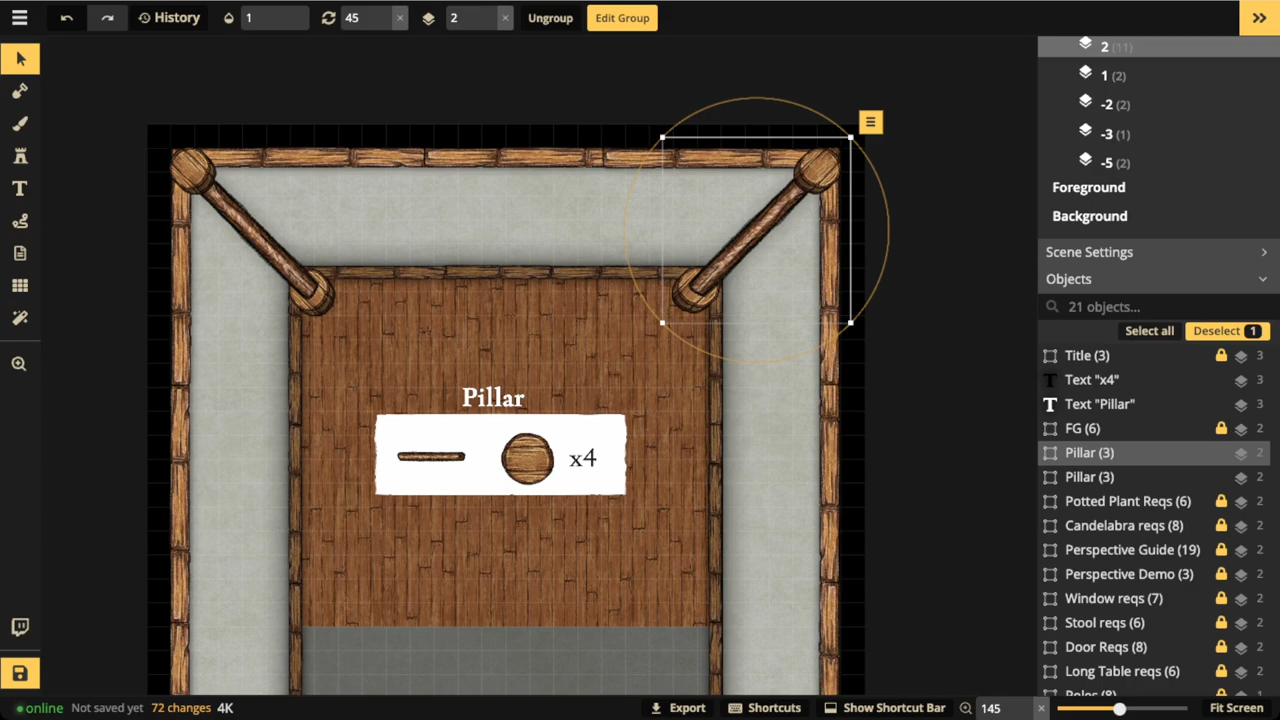 History 1 45 × 2 × Ungroup Edit Group
2 (11)
1 (2)
-2 (2)
-3 (1)
-5 (2)
Foreground
Background
Scene Settings
Objects
21 objects...
Select all Deselect 1
Title (3) 3
T Text "x4" 3
T Text "Pillar" 3
FG (6) 2
Pillar (3) 2
Pillar (3) 2
Potted Plant Reqs (6) 2
Candelabra reqs (8) 2
Perspective Guide (19) 2
Perspective Demo (3) 2
Window reqs (7) 2
Stool reqs (6) 2
Door Reqs (8) 2
Long Table reqs (6) 2
T
Pillar
x4
online Not saved yet 72 changes 4K Export Shortcuts Show Shortcut Bar 145 × Fit Screen